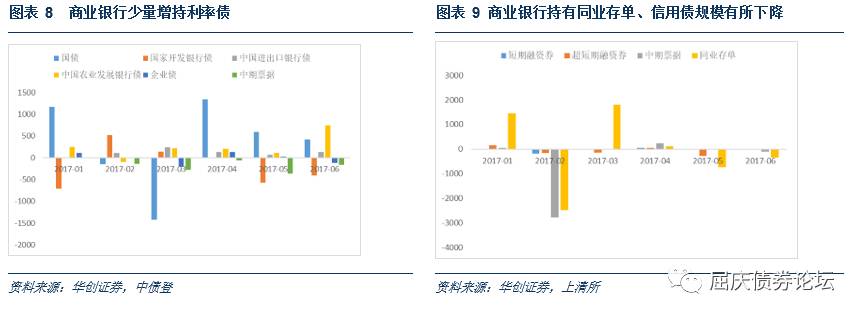 图表 8 商业银行少量增持利率债
国债 国家开发银行债 中国进出口银行债
中国农业发展银行债 企业债 中期票据
1500
1000
500
0
-500
-1000
-1500
-2000
2017-01 2017-02 2017-03 2017-04 2017-05 2017-06
资料来源：华创证券，中债登
图表 9 商业银行持有同业存单、信用债规模有所下降
短期融资券 超短期融资券 中期票据 同业存单
3000
2000
1000
0
-1000
-2000
-3000
-4000
2017-01 2017-02 2017-03 2017-04 2017-05 2017-06
资料来源：华创证券，上清所
屈庆债券论坛